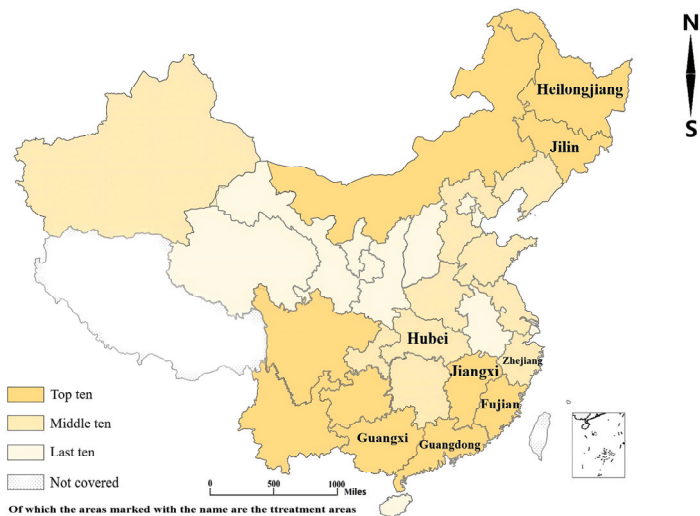 N
S
Heilongjiang
Jilin
Hubei
Zhejiang
Jiangxi
Fujian
Guangxi
Guangdong
Top ten
Middle ten
Last ten
Not covered
0 500 1000
Miles
Of which the areas marked with the name are the ttreatment areas